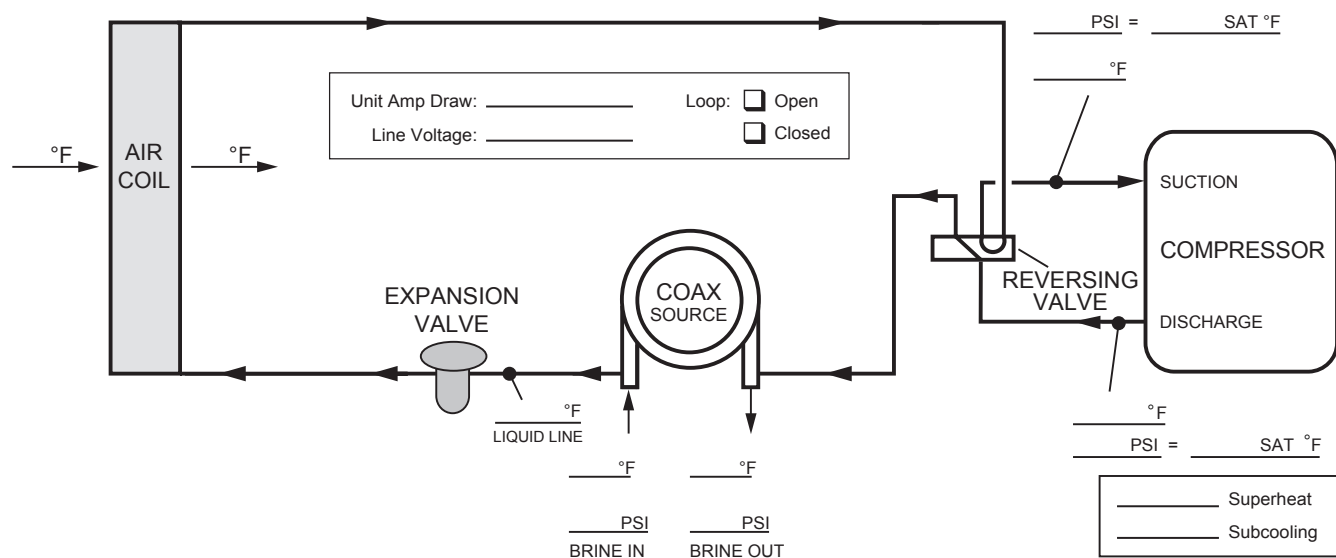 PSI = SAT °F
°F
Unit Amp Draw: Loop: Open
Line Voltage: Closed
°F AIR COIL °F
SUCTION
COMPRESSOR
REVERSING
VALVE
DISCHARGE
COAX
SOURCE
EXPANSION
VALVE
°F
LIQUID LINE
°F °F
PSI PSI
BRINE IN BRINE OUT
°F
PSI = SAT °F
Superheat
Subcooling